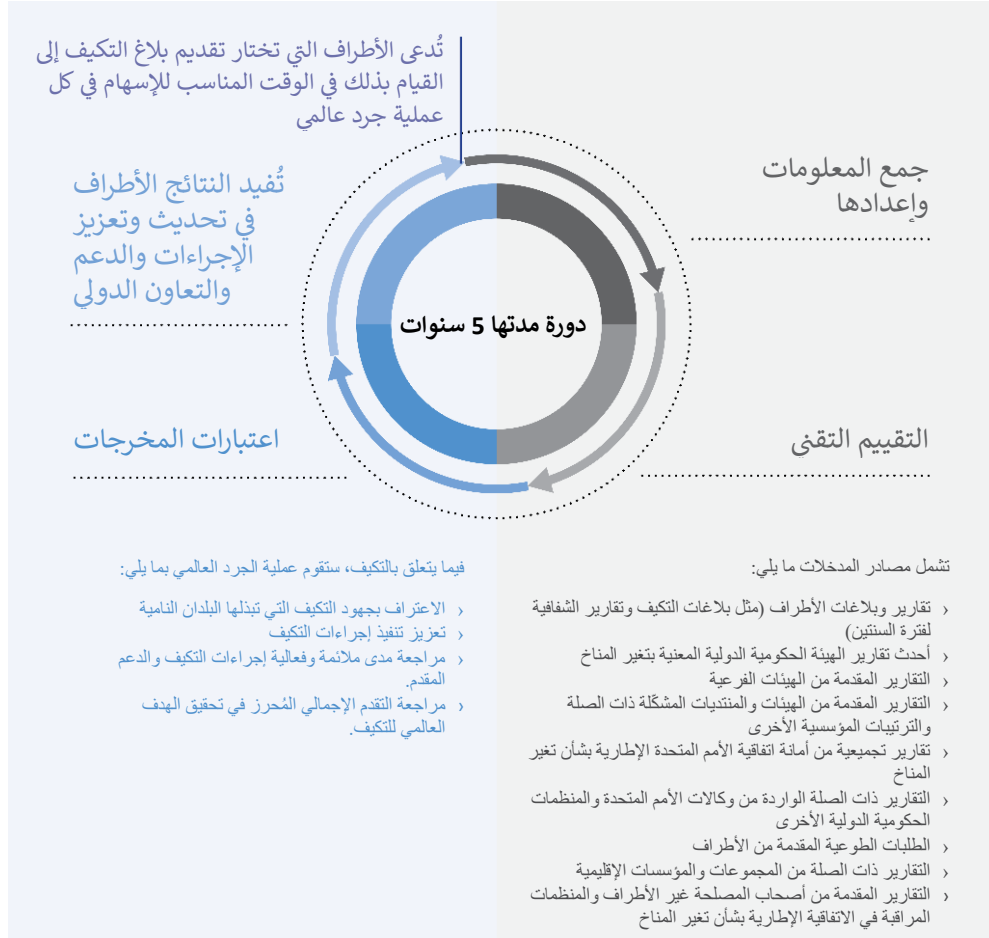 تُدعى الأطراف التي تختار تقديم بلاغ التكيف إلى
القيام بذلك في الوقت المناسب للإسهام في كل
عملية جرد عالمي
جمع المعلومات
وإعدادها
تُفيد النتائج الأطراف
في تحديث وتعزيز
الإجراءات والدعم
والتعاون الدولي
دورة مدتها 5 سنوات
التقييم التقني
اعتبارات المخرجات
تشمل مصادر المدخلات ما يلي:
‹ تقارير وبلاغات الأطراف (مثل بلاغات التكيف وتقارير الشفافية
لفترة السنتين)
‹ أحدث تقارير الهيئة الحكومية الدولية المعنية بتغير المناخ
‹ التقارير المقدمة من الهيئات الفرعية
‹ التقارير المقدمة من الهيئات والمنتديات المشكّلة ذات الصلة
والترتيبات المؤسسية الأخرى
‹ تقارير تجميعية من أمانة اتفاقية الأمم المتحدة الإطارية بشأن تغير
المناخ
‹ التقارير ذات الصلة الواردة من وكالات الأمم المتحدة والمنظمات
الحكومية الدولية الأخرى
‹ الطلبات الطوعية المقدمة من الأطراف
‹ التقارير ذات الصلة من المجموعات والمؤسسات الإقليمية
‹ التقارير المقدمة من أصحاب المصلحة غير الأطراف والمنظمات
المراقبة في الاتفاقية الإطارية بشأن تغير المناخ
فيما يتعلق بالتكيف، ستقوم عملية الجرد العالمي بما يلي:
‹ الاعتراف بجهود التكيف التي تبذلها البلدان النامية
‹ تعزيز تنفيذ إجراءات التكيف
‹ مراجعة مدى ملائمة وفعالية إجراءات التكيف والدعم
المقدم.
‹ مراجعة التقدم الإجمالي المُحرز في تحقيق الهدف
العالمي للتكيف.